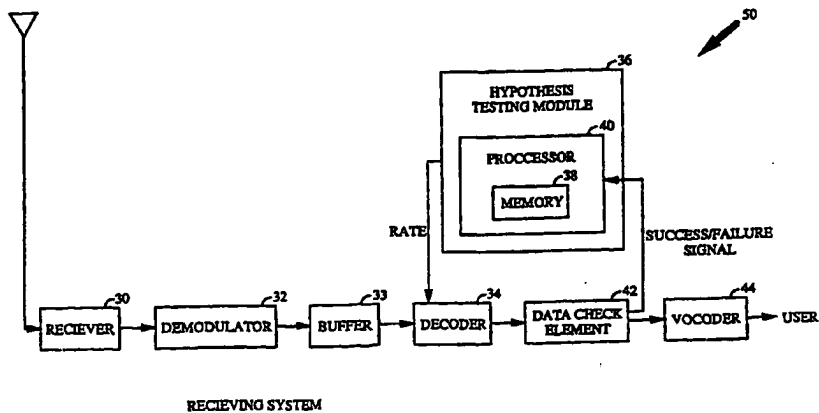 50
36
HYPOTHESIS
TESTING MODULE
40
PROCCESSOR
38
MEMORY
RATE
SUCCESS/FAILURE
SIGNAL
30
RECIEVER
32
DEMODULATOR
33
BUFFER
34
DECODER
42
DATA CHECK
ELEMENT
44
VOCODER
USER
RECIEVING SYSTEM